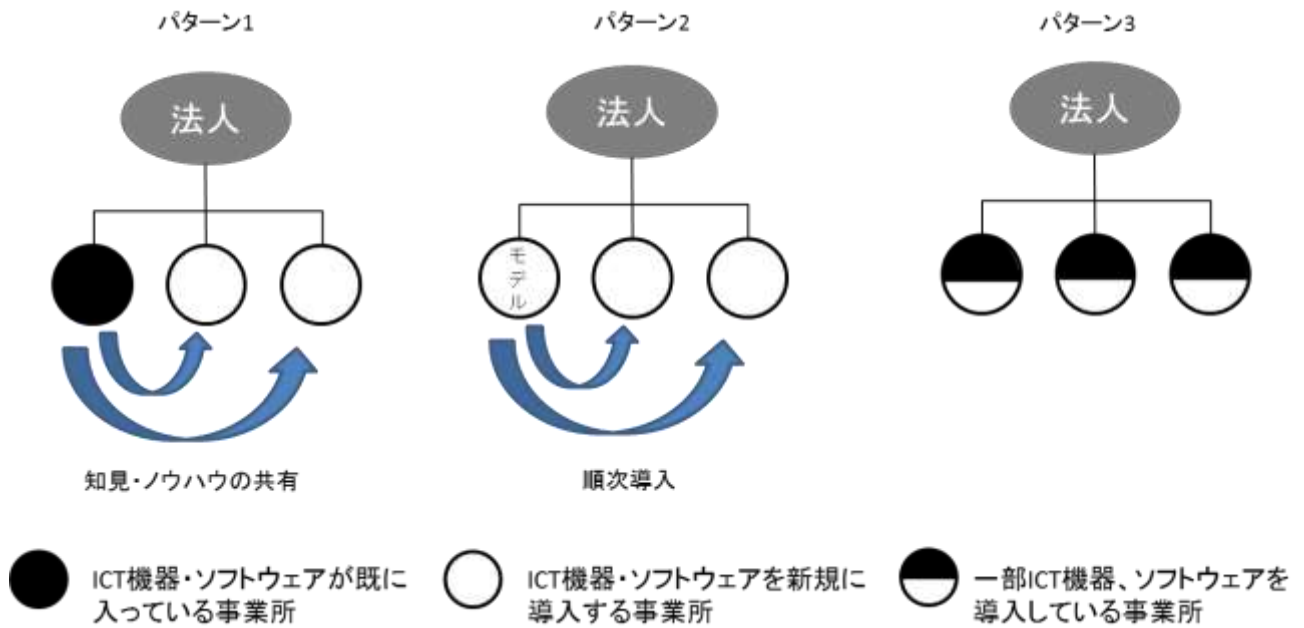 パターン1
パターン2
パターン3
法人
法人
法人
モデル
知見・ノウハウの共有
順次導入
ICT機器・ソフトウェアが既に
入っている事業所
ICT機器・ソフトウェアを新規に
導入する事業所
一部ICT機器、ソフトウェアを
導入している事業所